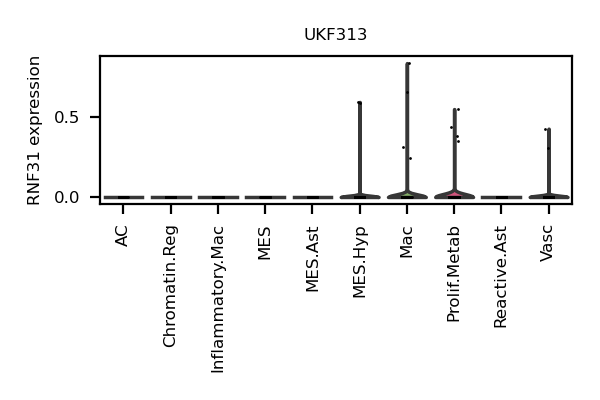 UKF313
RNF31 expression
0.5
0.0
AC
Chromatin.Reg
Inflammatory.Mac
MES
MES.Ast
MES.Hyp
Mac
Prolif.Metab
Reactive.Ast
Vasc